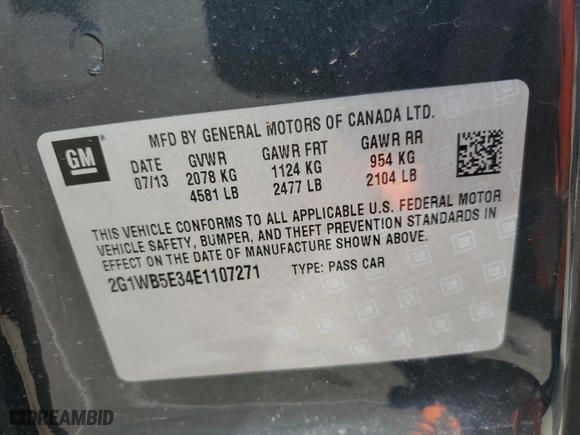 GM
®
MFD BY GENERAL MOTORS OF CANADA LTD.
DATE GVWR GAWR FRT GAWR RR
07/13 2078 KG 1124 KG 954 KG
4581 LB 2477 LB 2104 LB
THIS VEHICLE CONFORMS TO ALL APPLICABLE U.S. FEDERAL MOTOR
VEHICLE SAFETY, BUMPER, AND THEFT PREVENTION STANDARDS IN
EFFECT ON THE DATE OF MANUFACTURE SHOWN ABOVE.
2G1WB5E34E1107271 TYPE: PASS CAR
DREAMBID